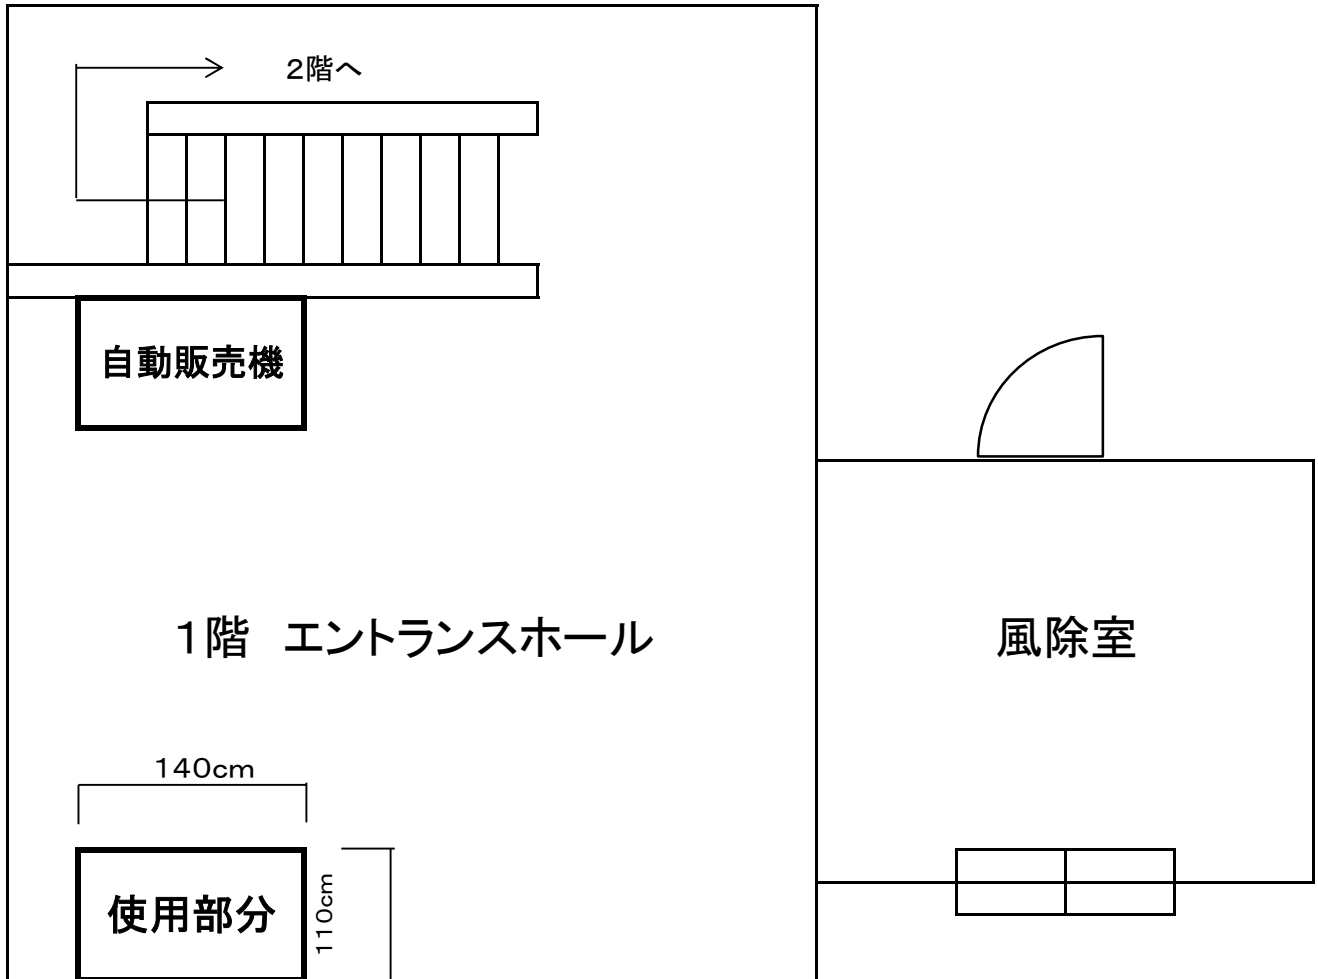 2階へ
自動販売機
1階　エントランスホール
風除室
140cm
使用部分
110cm